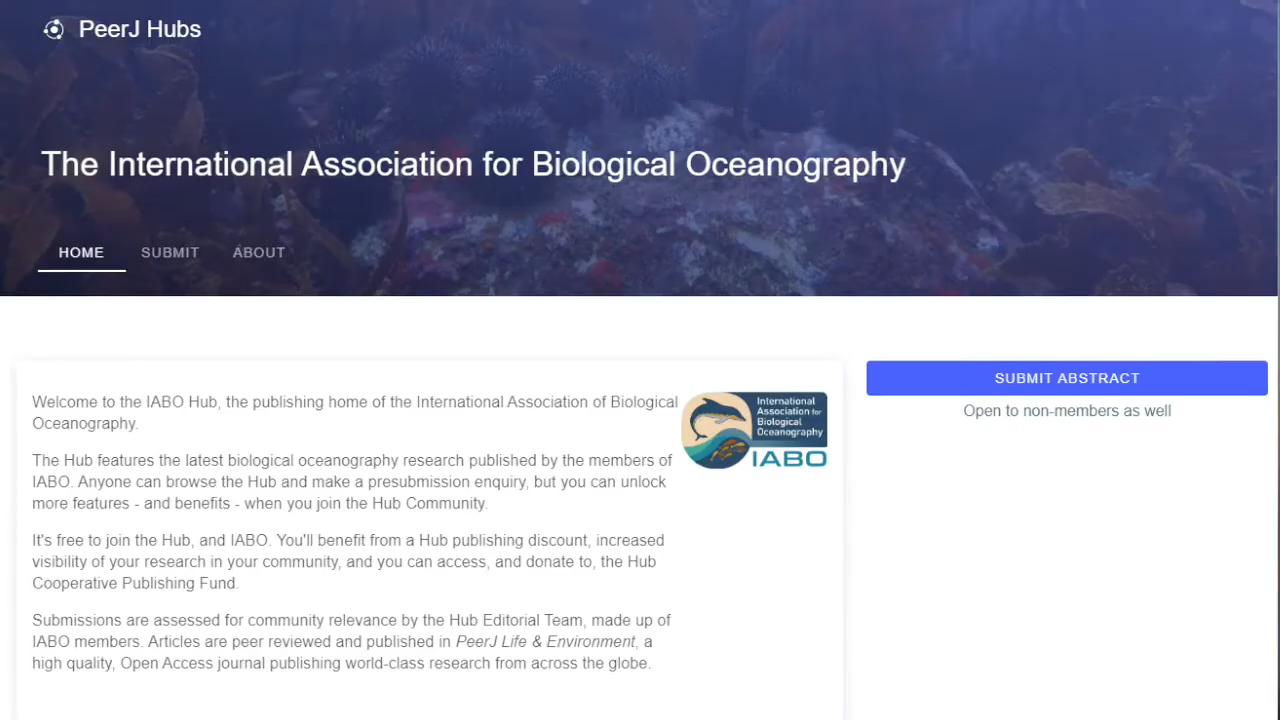 PeerJ Hubs
The International Association for Biological Oceanography
HOME SUBMIT ABOUT
Welcome to the IABO Hub, the publishing home of the International Association of Biological
Oceanography.
The Hub features the latest biological oceanography research published by the members of
IABO. Anyone can browse the Hub and make a presubmission enquiry, but you can unlock
more features - and benefits - when you join the Hub Community.
It's free to join the Hub, and IABO. You'll benefit from a Hub publishing discount, increased
visibility of your research in your community, and you can access, and donate to, the Hub
Cooperative Publishing Fund.
Submissions are assessed for community relevance by the Hub Editorial Team, made up of
IABO members. Articles are peer reviewed and published in PeerJ Life & Environment, a
high quality, Open Access journal publishing world-class research from across the globe.
International
Association for
Biological
Oceanography
IABO
SUBMIT ABSTRACT
Open to non-members as well